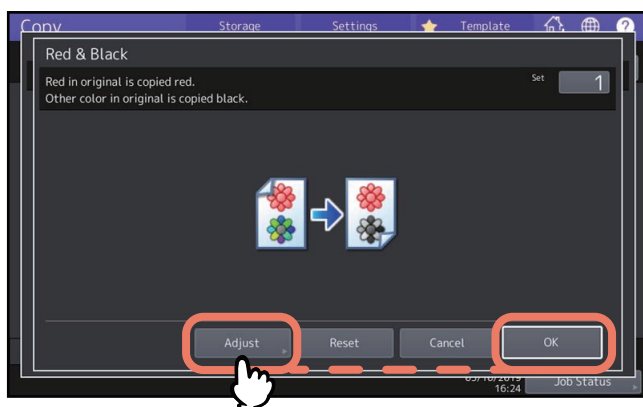 Copy Storage Settings Template ?
Red & Black
Red in original is copied red.
Other color in original is copied black.
Set 1
Adjust Reset Cancel OK
Job Status
16:24